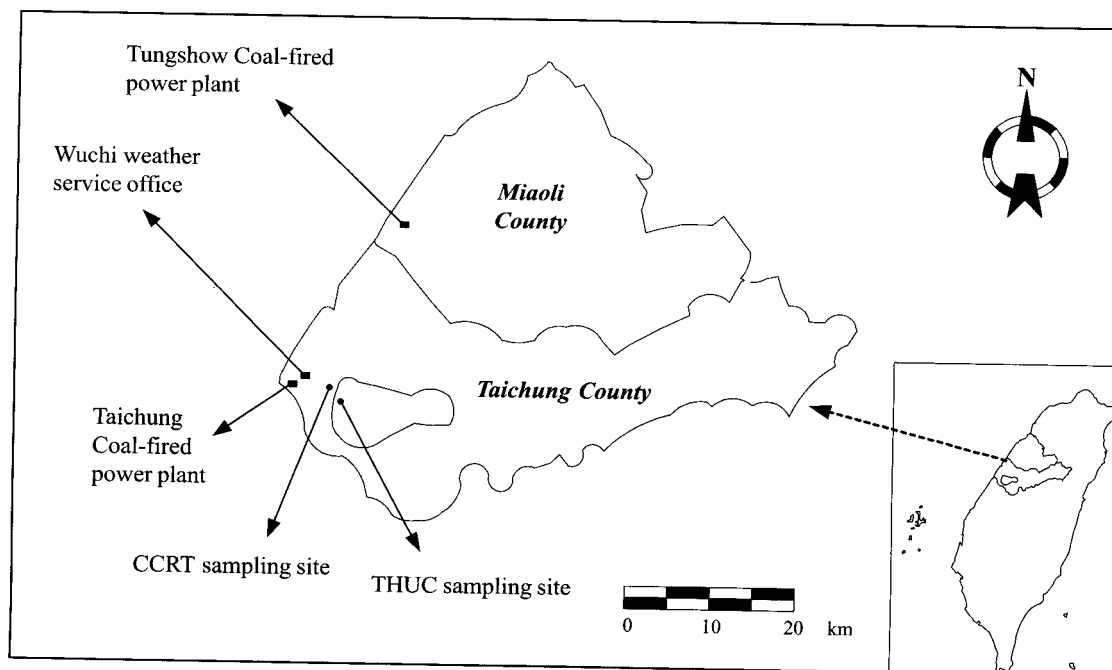 Tungshow Coal-fired
power plant
N
Wuchi weather
service office
Miaoli
County
Taichung County
Taichung
Coal-fired
power plant
CCRT sampling site
THUC sampling site
0 10 20 km